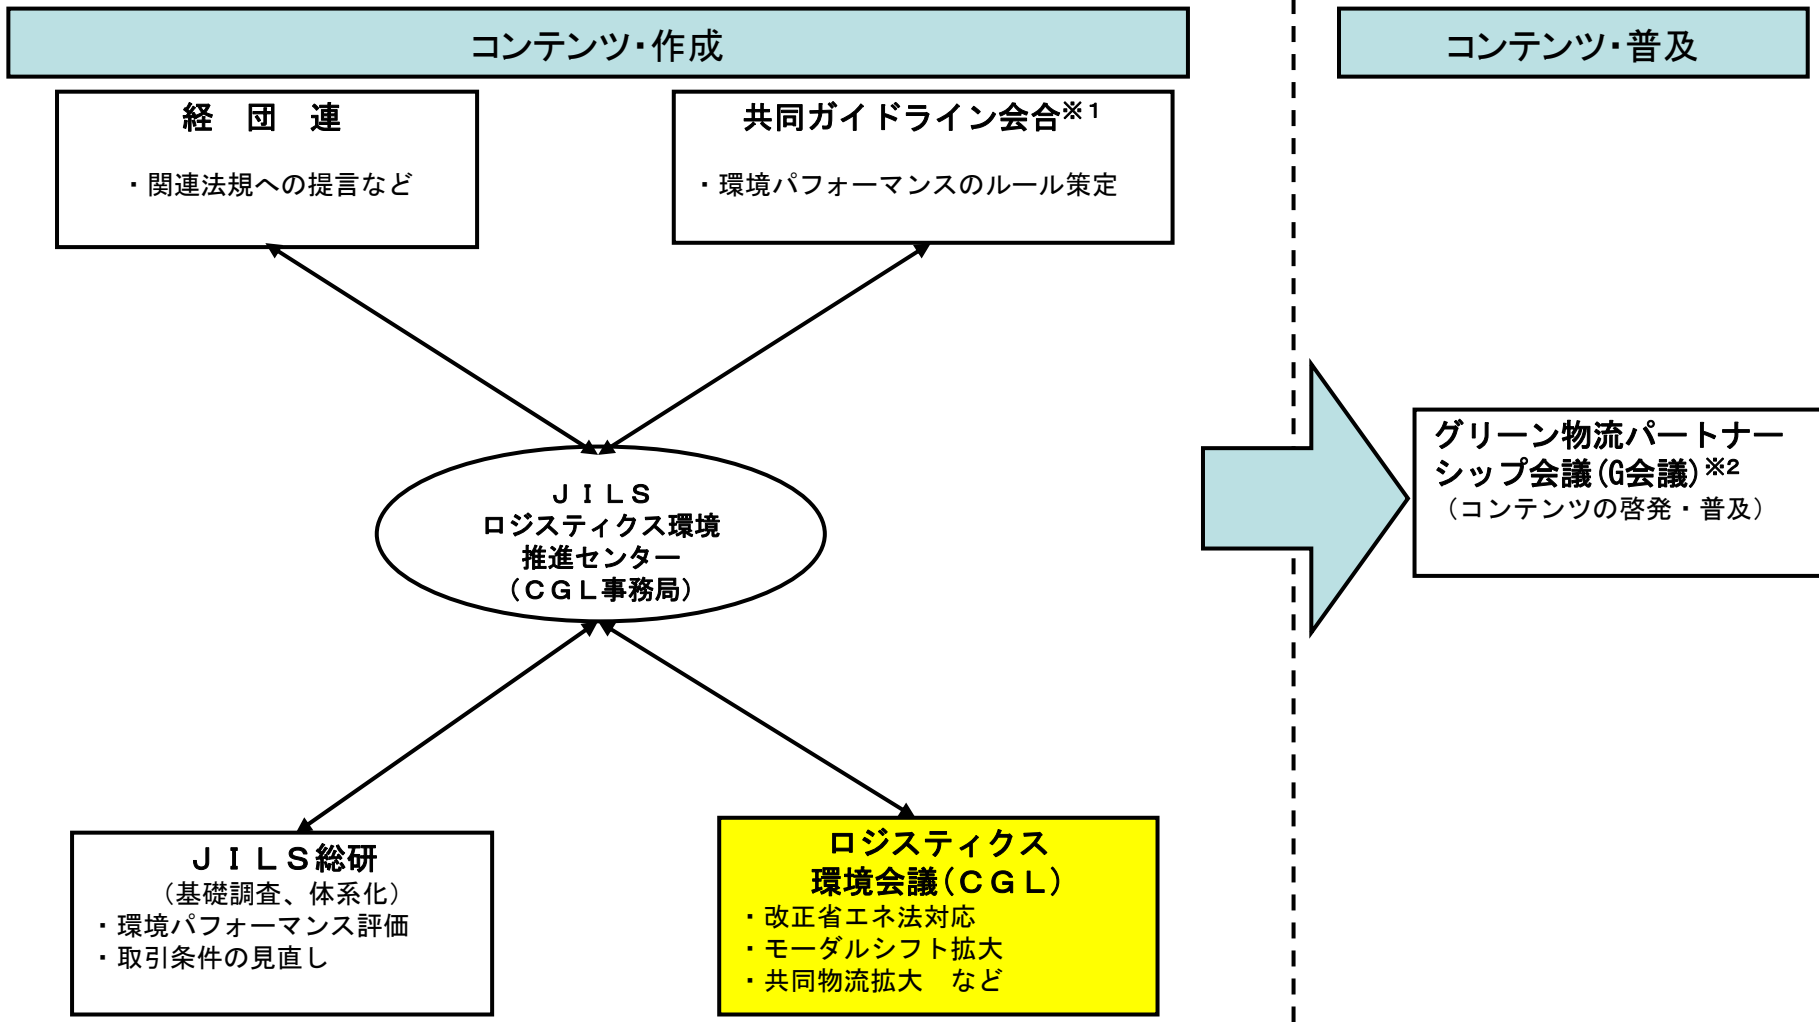 コンテンツ・作成
コンテンツ・普及
経　団　連
・関連法規への提言など
共同ガイドライン会合※1
・環境パフォーマンスのルール策定
グリーン物流パートナー
シップ会議(G会議)※2
（コンテンツの啓発・普及）
ＪＩＬＳ
ロジスティクス環境
推進センター
（ＣＧＬ事務局）
ＪＩＬＳ総研
（基礎調査、体系化）
・環境パフォーマンス評価
・取引条件の見直し
ロジスティクス
環境会議（ＣＧＬ）
・改正省エネ法対応
・モーダルシフト拡大
・共同物流拡大　など